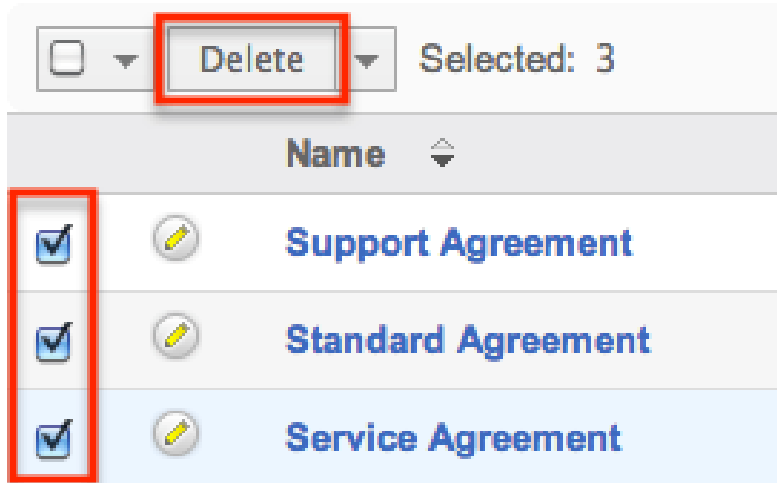 Delete Selected: 3
Name
Support Agreement
Standard Agreement
Service Agreement